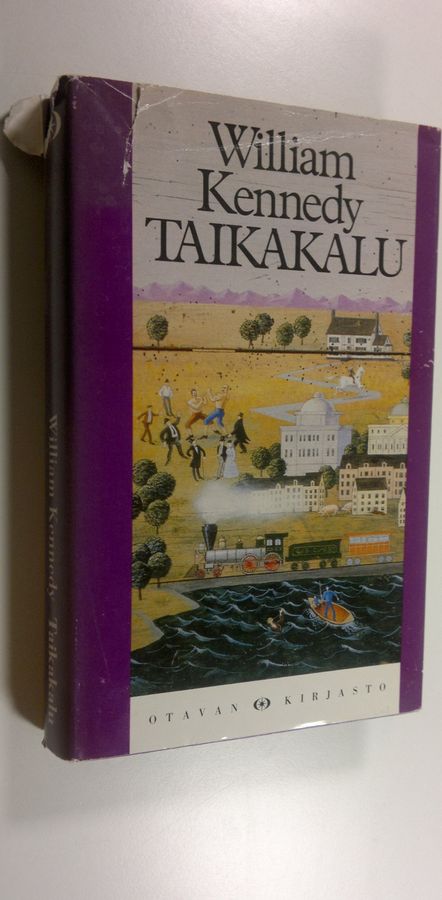 William
Kennedy
TAIKAKALU
OTAVAN KIRJASTO
William Kennedy Taikakalu